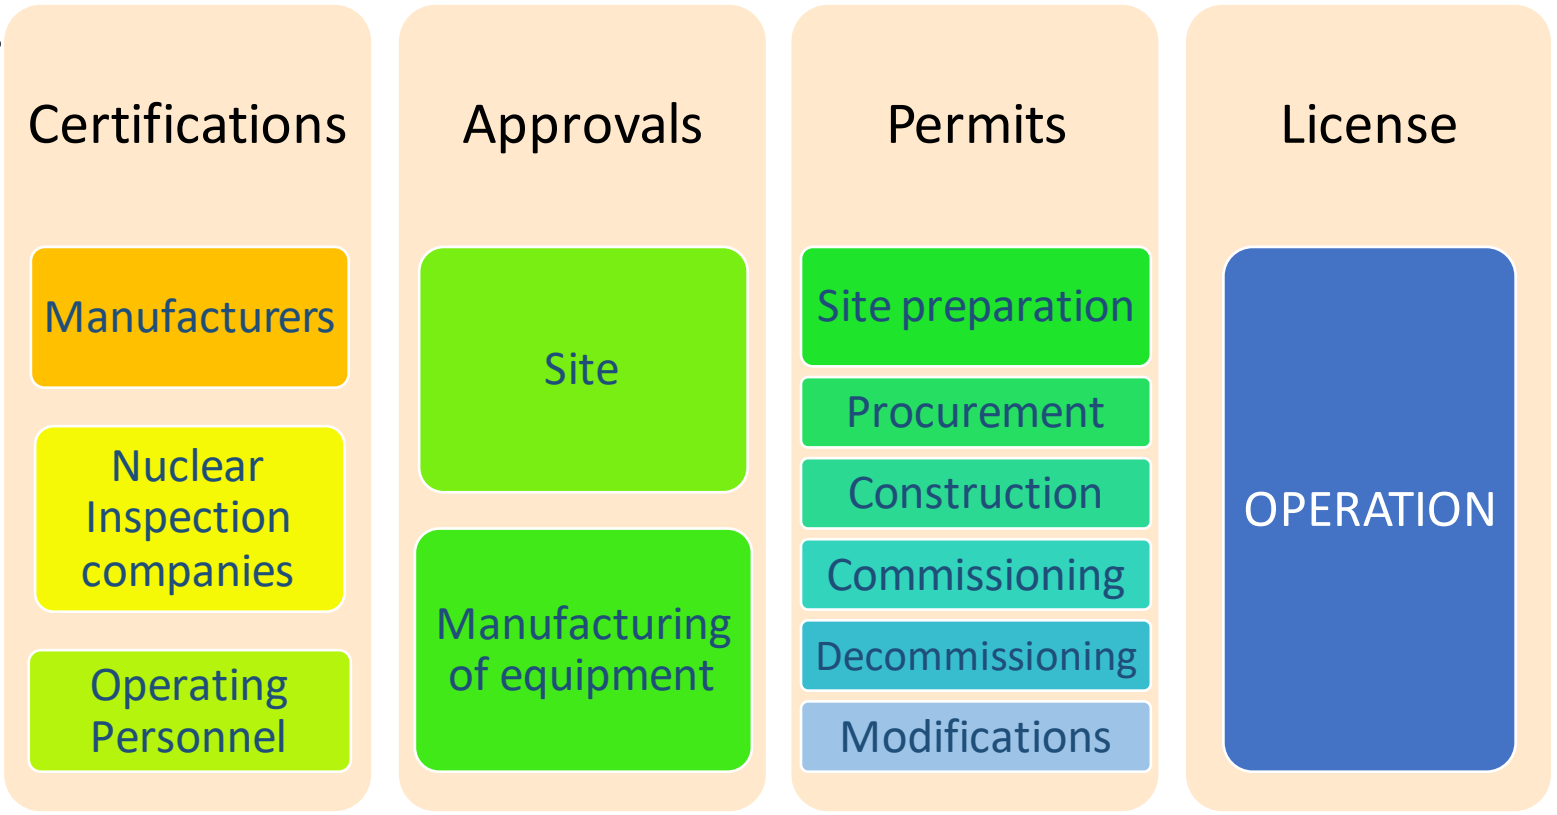 Certifications
Manufacturers
Nuclear
Inspection
companies
Operating
Personnel
Approvals
Site
Manufacturing
of equipment
Permits
Site preparation
Procurement
Construction
Commissioning
Decommissioning
Modifications
License
OPERATION